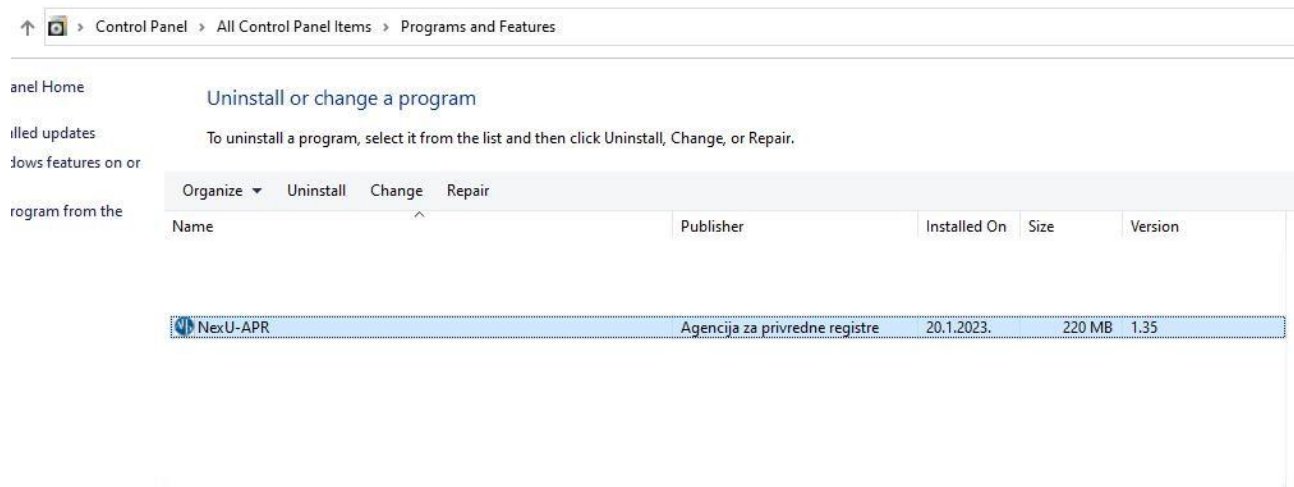 Control Panel > All Control Panel Items > Programs and Features
anel Home
Uninstall or change a program
lled updates
To uninstall a program, select it from the list and then click Uninstall, Change, or Repair.
dows features on or
Organize Uninstall Change Repair
rogram from the
Name Publisher Installed On Size Version
NexU-APR Agencija za privredne registre 20.1.2023. 220 MB 1.35